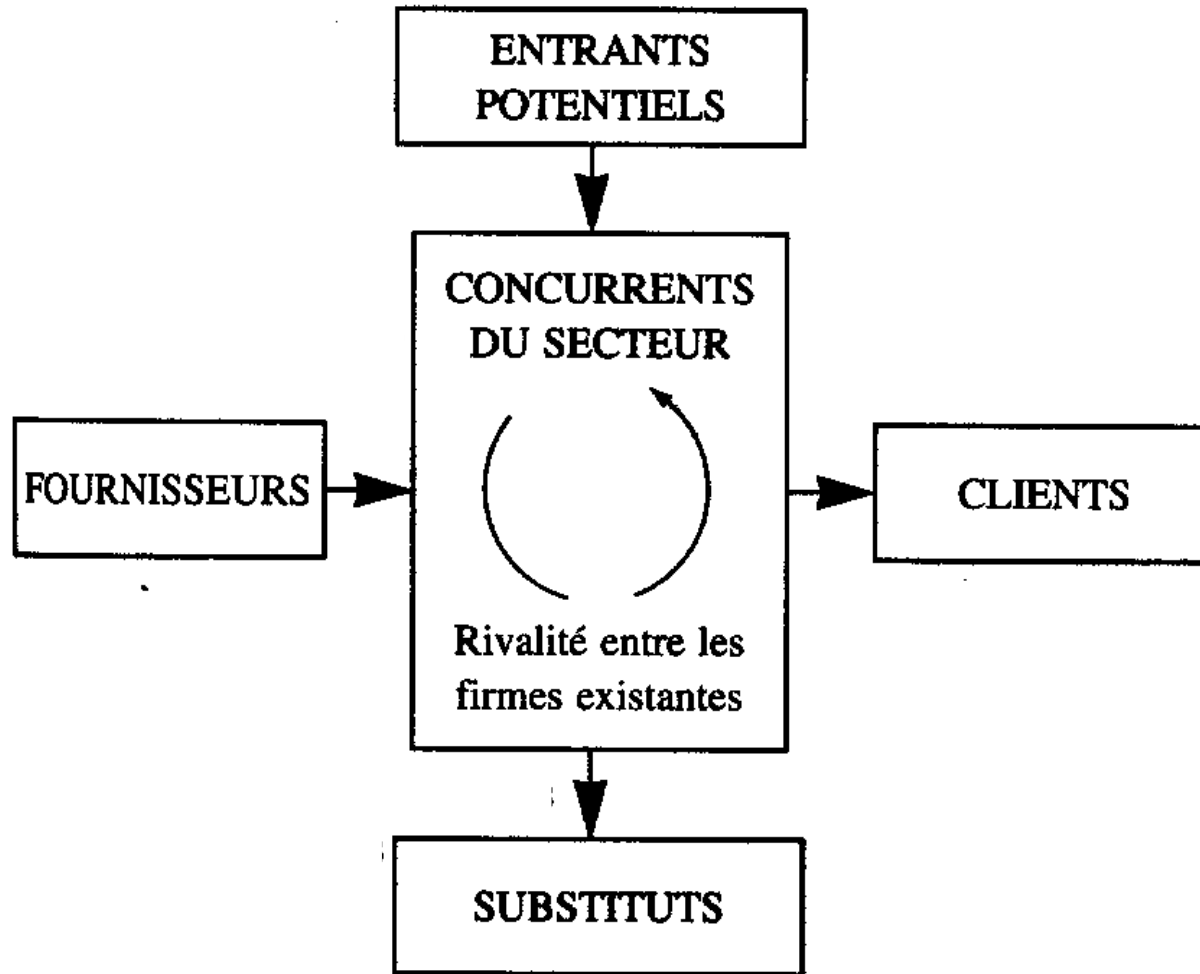 ENTRANTS
POTENTIELS
CONCURRENTS
DU SECTEUR
FOURNISSEURS
CLIENTS
Rivalité entre les
firmes existantes
SUBSTITUTS